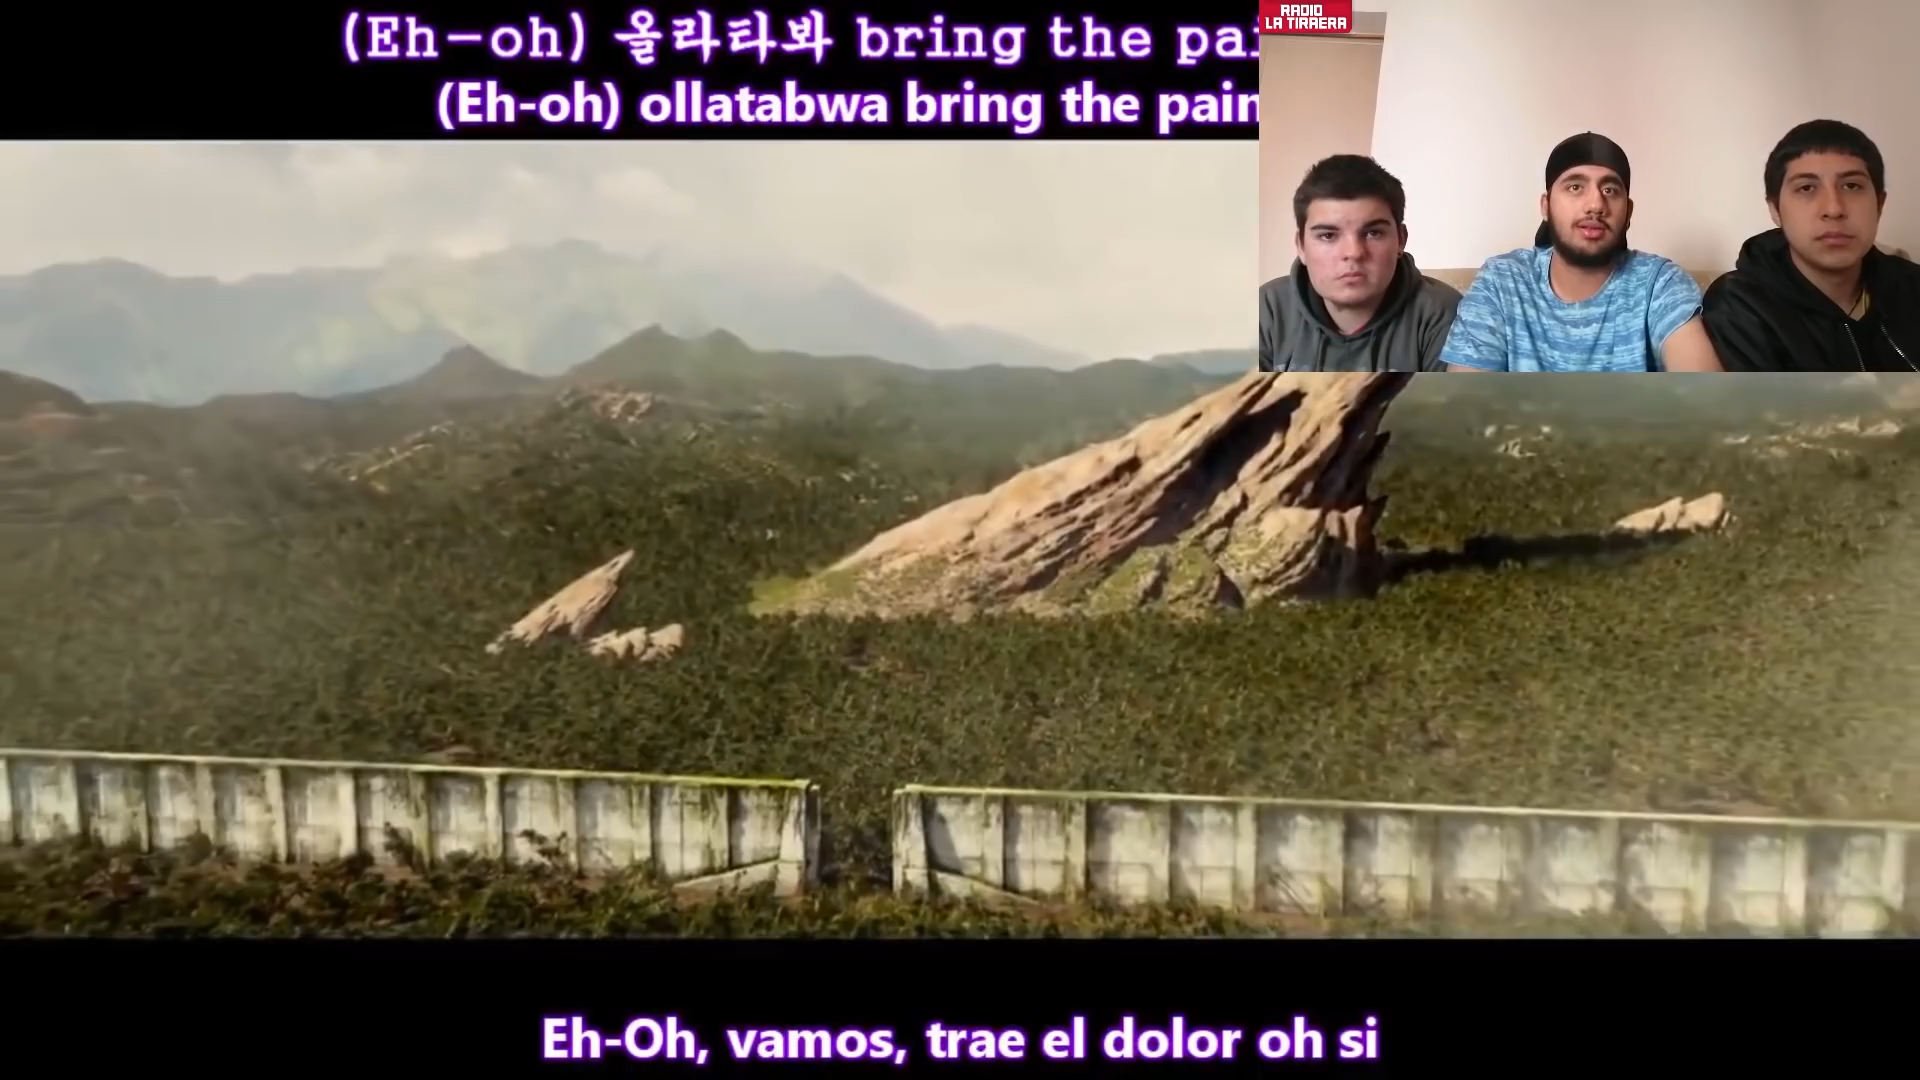 (Eh-oh) 올라타봐 bring the pai
(Eh-oh) ollatabwa bring the pain
RADIO
LA TIRAERA
Eh-Oh, vamos, trae el dolor oh si